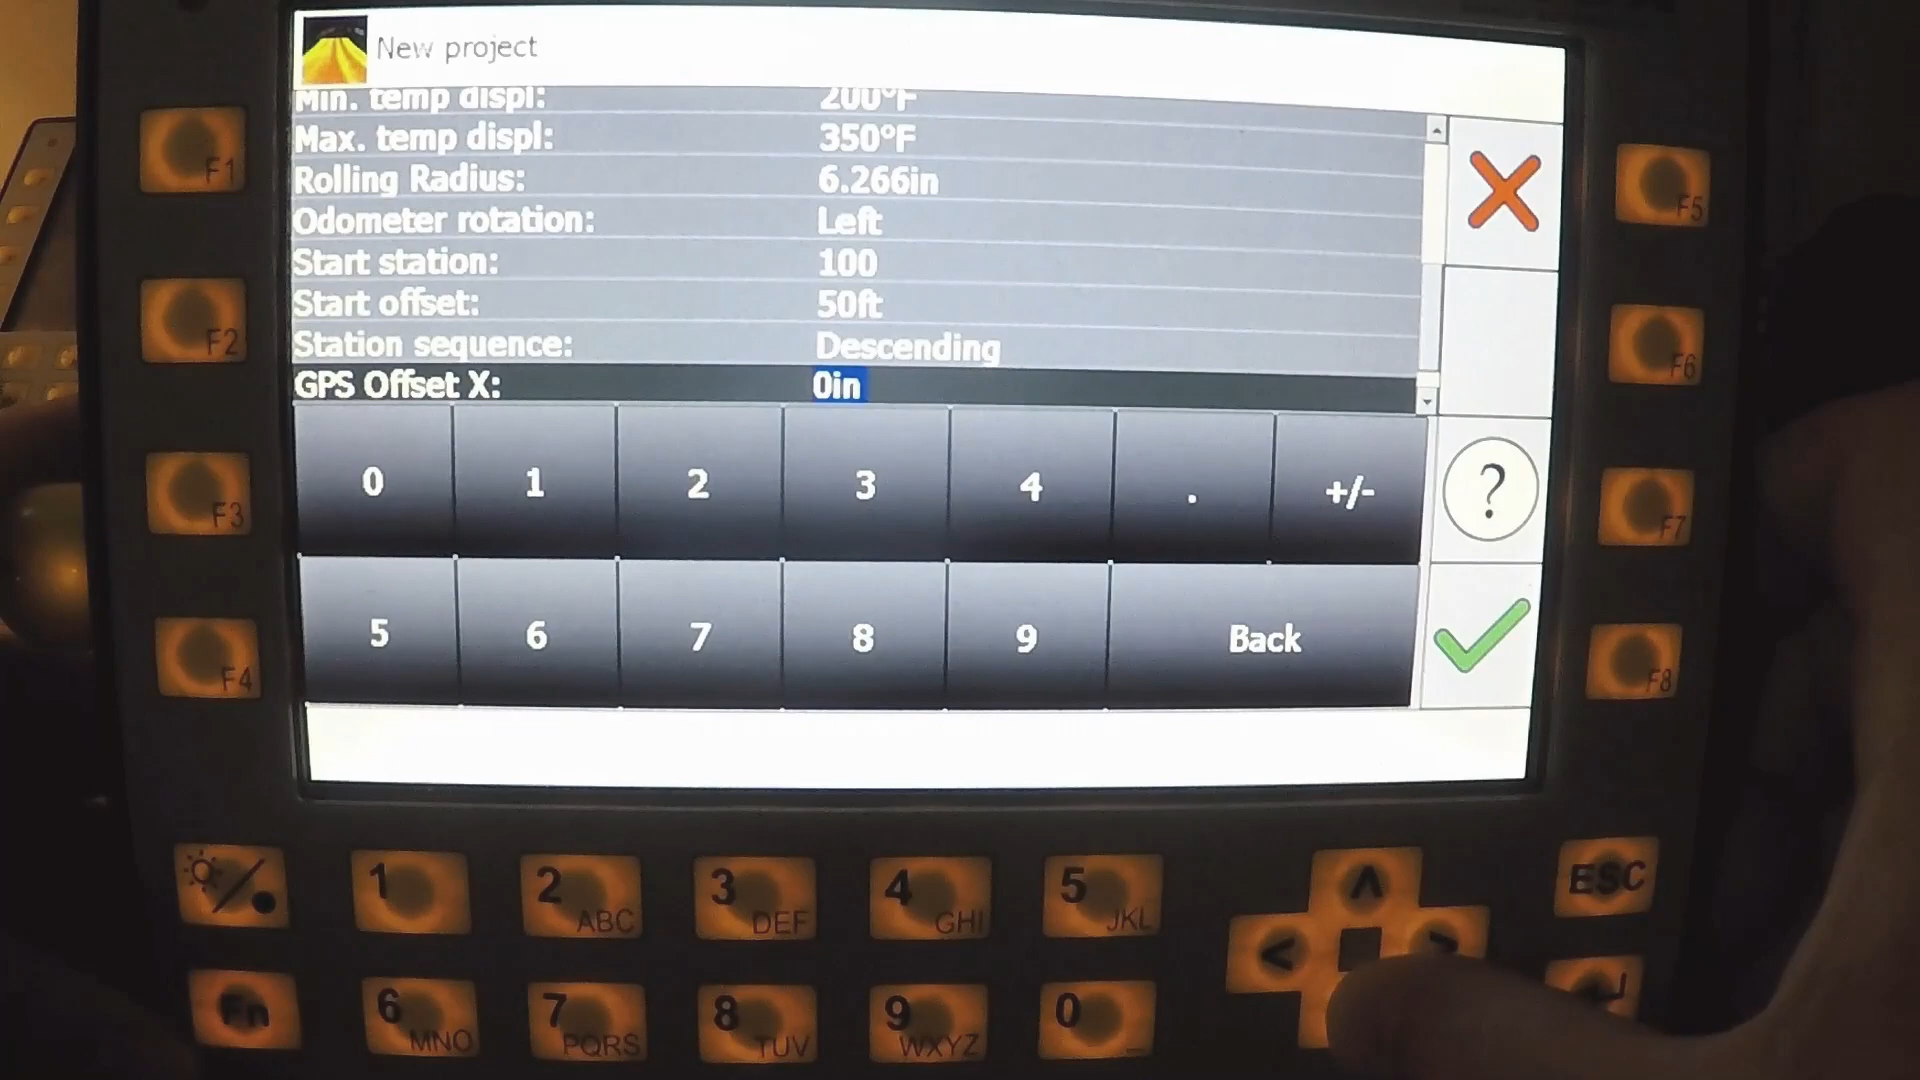 New project
Min. temp displ: 200°F
Max. temp displ: 350°F
Rolling Radius: 6.266in
Odometer rotation: Left
Start station: 100
Start offset: 50ft
Station sequence: Descending
GPS Offset X: 0in
0 1 2 3 4 . +/- ?
5 6 7 8 9 Back
F1
F2
F3
F4
F5
F6
F7
F8
1 2 ABC 3 DEF 4 GHI 5 JKL ESC
Fn 6 MNO 7 PQRS 8 TUV 9 WXYZ 0 _